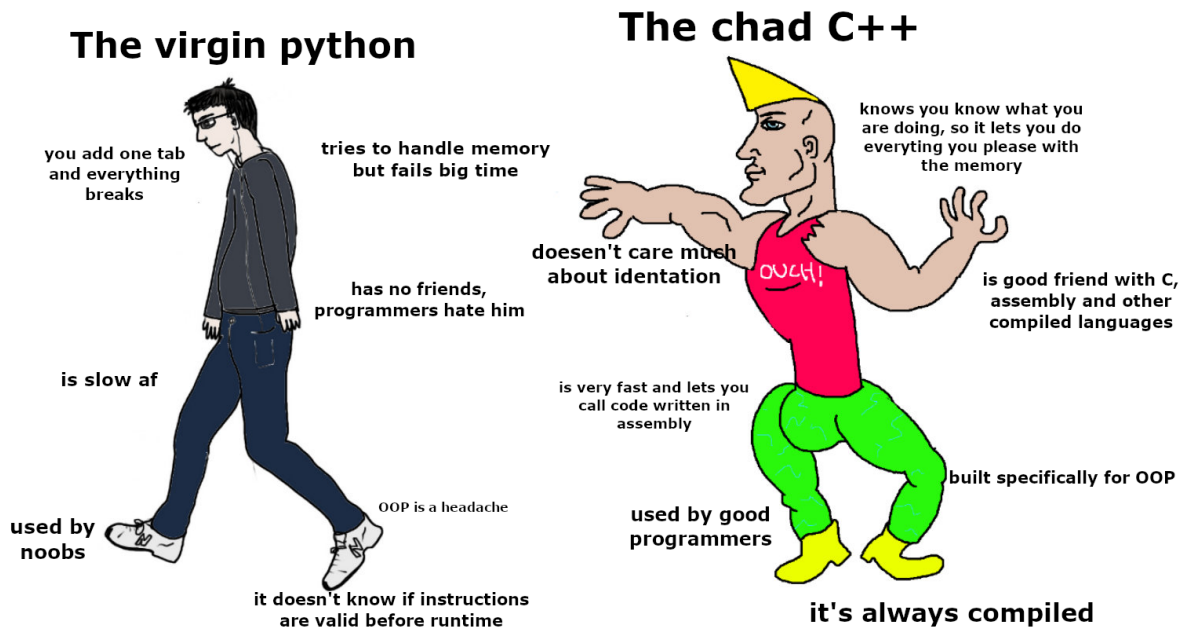 The virgin python
you add one tab
and everything
breaks
tries to handle memory
but fails big time
has no friends,
programmers hate him
is slow af
OOP is a headache
used by
noobs
it doesn't know if instructions
are valid before runtime
The chad C++
knows you know what you
are doing, so it lets you do
everyting you please with
the memory
doesen't care much
about identation
OUCH!
is good friend with C,
assembly and other
compiled languages
is very fast and lets you
call code written in
assembly
built specifically for OOP
used by good
programmers
it's always compiled